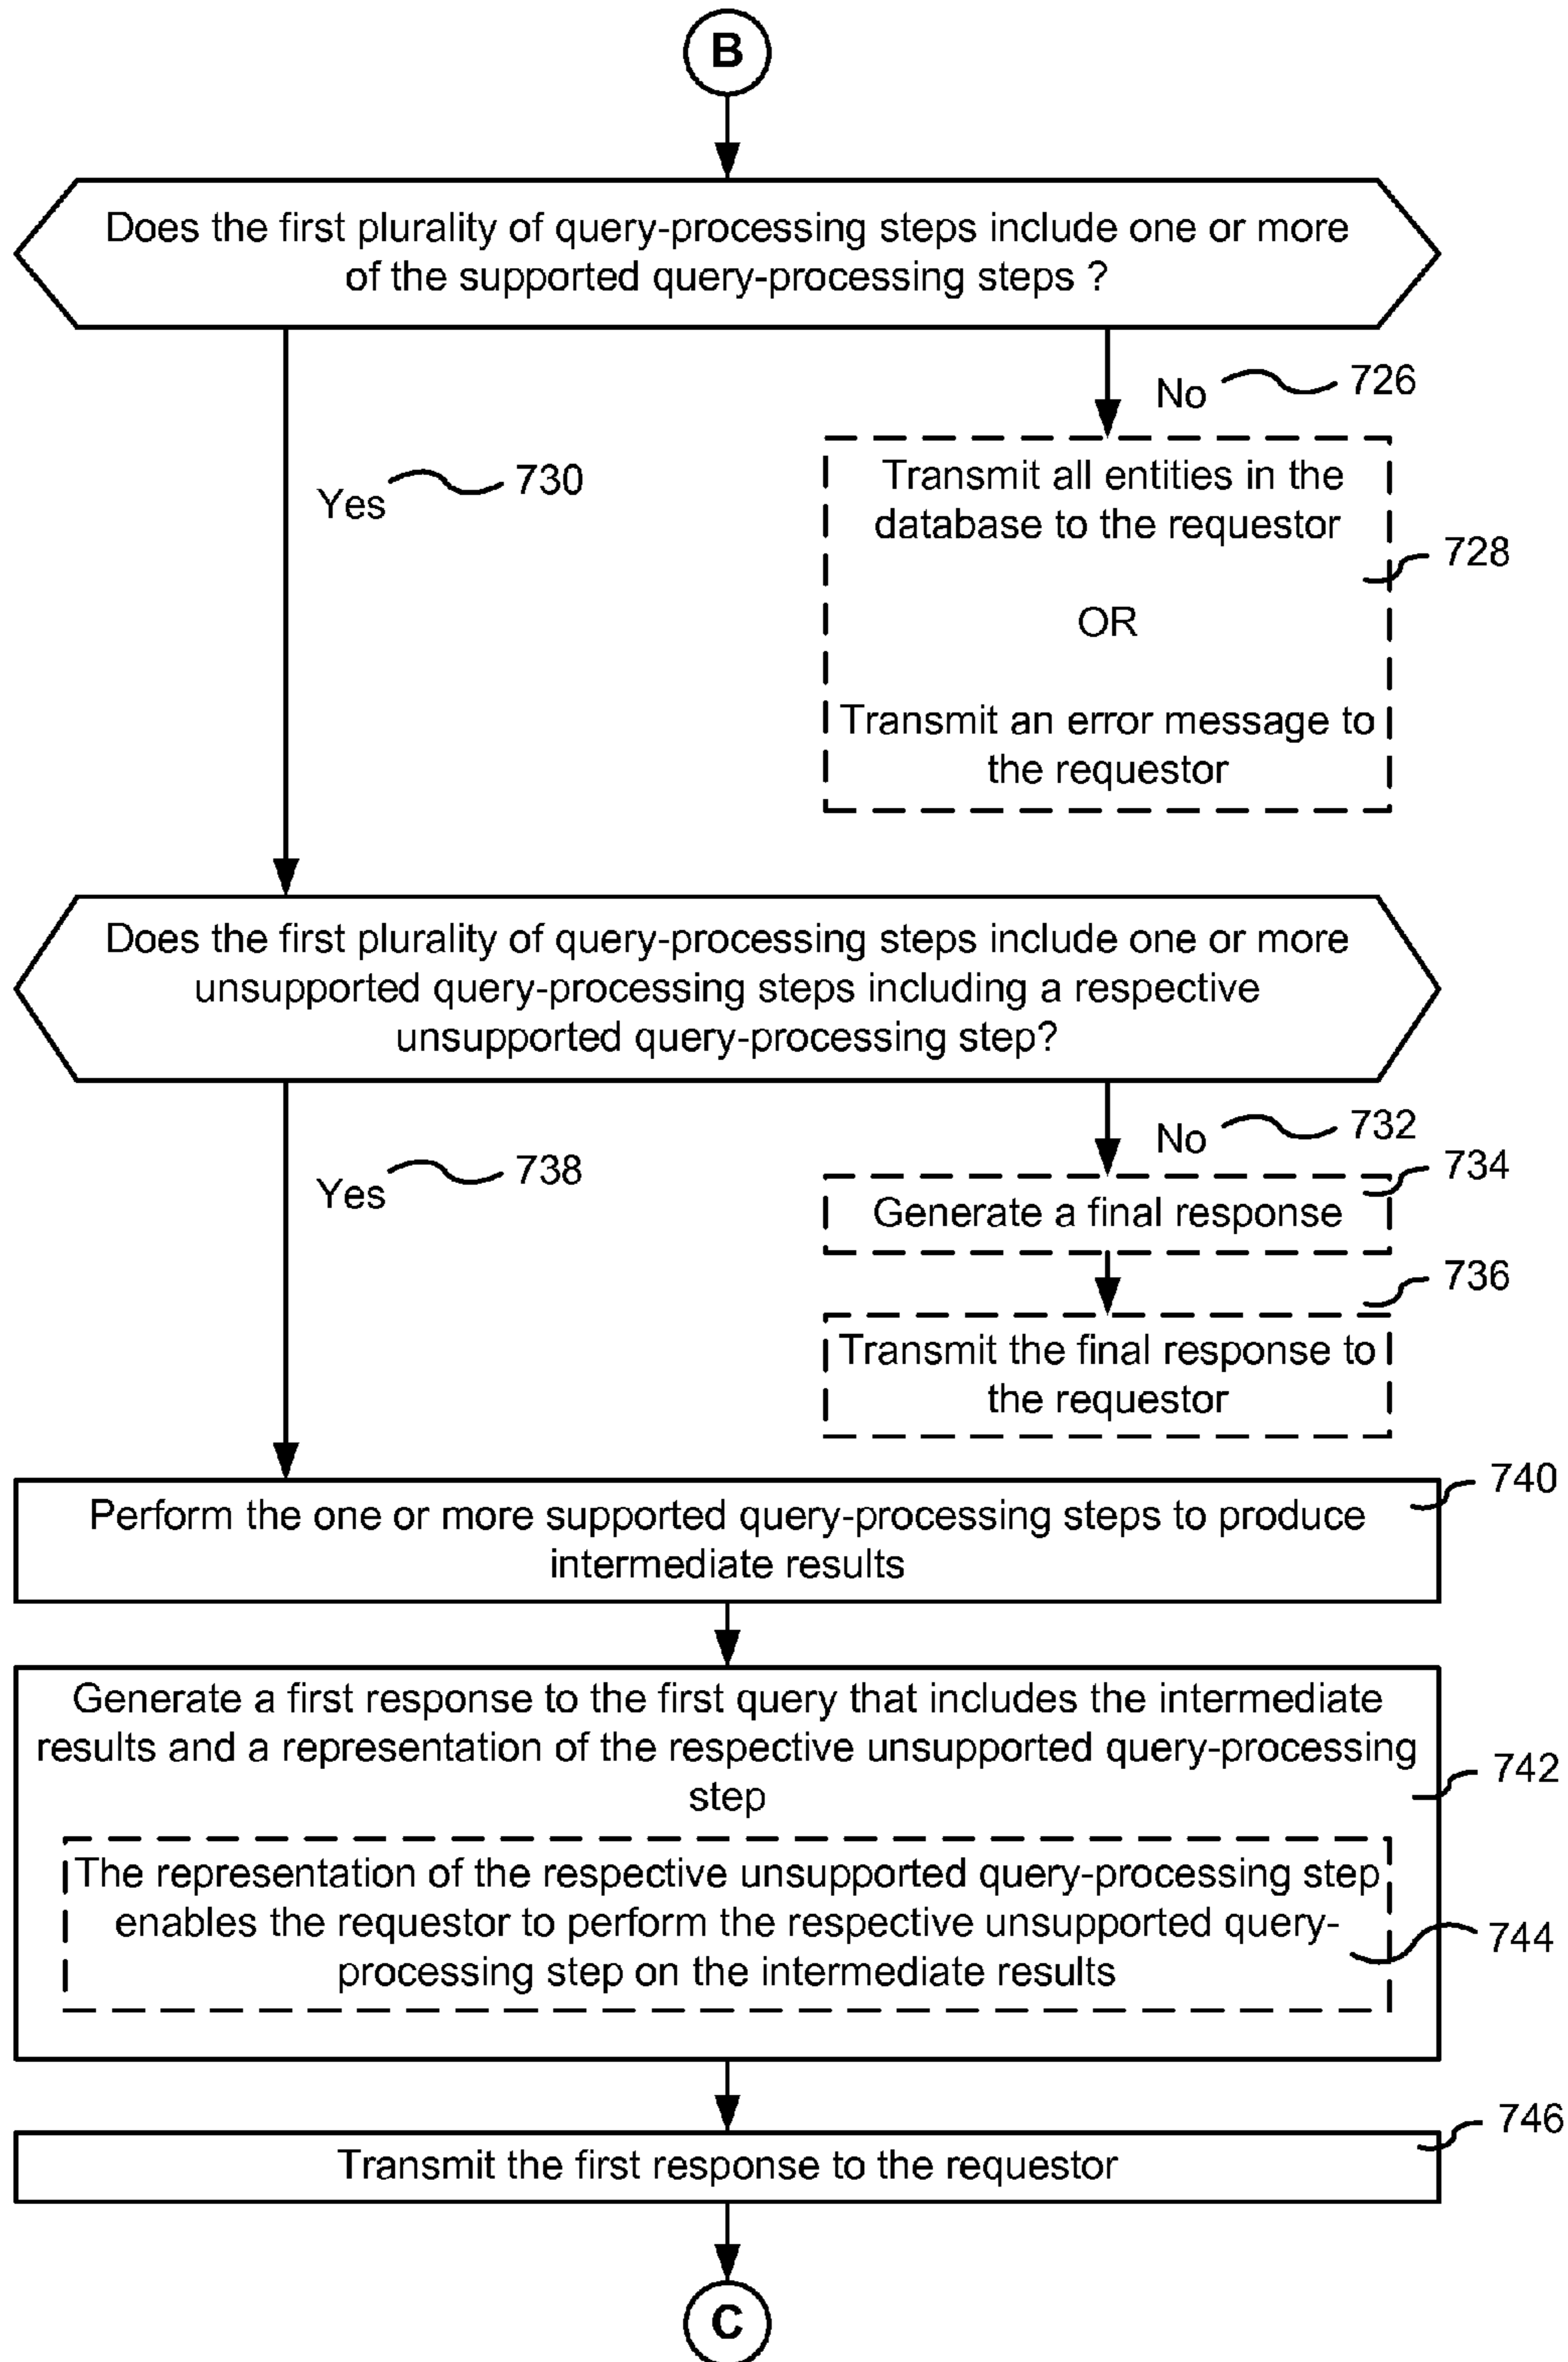 B
Does the first plurality of query-processing steps include one or more
of the supported query-processing steps ?
No
726
Yes
730
Transmit all entities in the
database to the requestor
728
OR
Transmit an error message to
the requestor
Does the first plurality of query-processing steps include one or more
unsupported query-processing steps including a respective
unsupported query-processing step?
No
732
Yes
738
734
Generate a final response
736
Transmit the final response to
the requestor
740
Perform the one or more supported query-processing steps to produce
intermediate results
Generate a first response to the first query that includes the intermediate
results and a representation of the respective unsupported query-processing
step
742
The representation of the respective unsupported query-processing step
enables the requestor to perform the respective unsupported query-
processing step on the intermediate results
744
746
Transmit the first response to the requestor
C